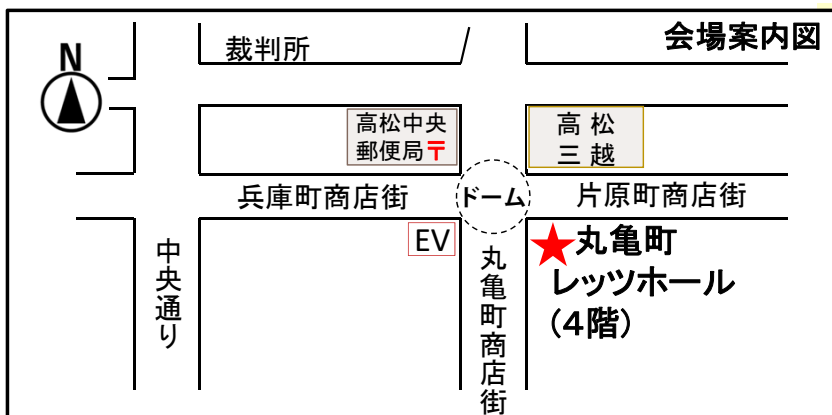 会場案内図
裁判所
N
高松中央
郵便局〒
高松
三越
兵庫町商店街
ドーム
片原町商店街
EV
中央通り
丸亀町商店街
★丸亀町
レッツホール
(4階)